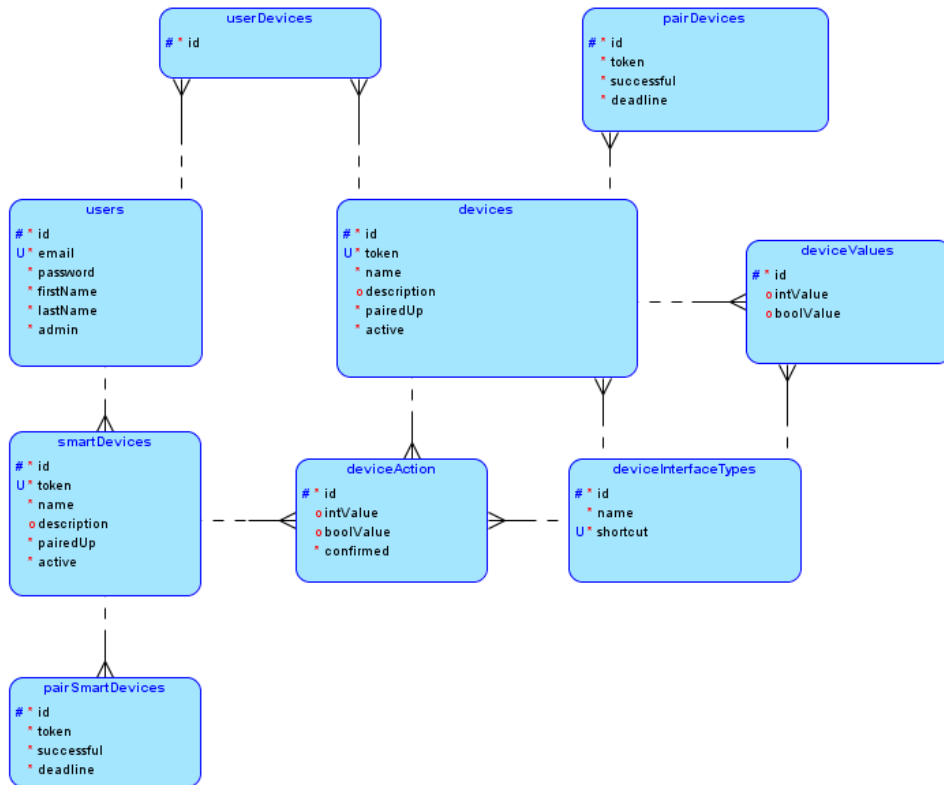 userDevices
# * id
pairDevices
# * id
* token
* successful
* deadline
users
# * id
U * email
* password
* firstName
* lastName
* admin
devices
# * id
U * token
* name
o description
* pairedUp
* active
deviceValues
# * id
o intValue
o boolValue
smartDevices
# * id
U * token
* name
o description
* pairedUp
* active
deviceAction
# * id
o intValue
o boolValue
* confirmed
deviceInterfaceTypes
# * id
* name
U * shortcut
pairSmartDevices
# * id
* token
* successful
* deadline